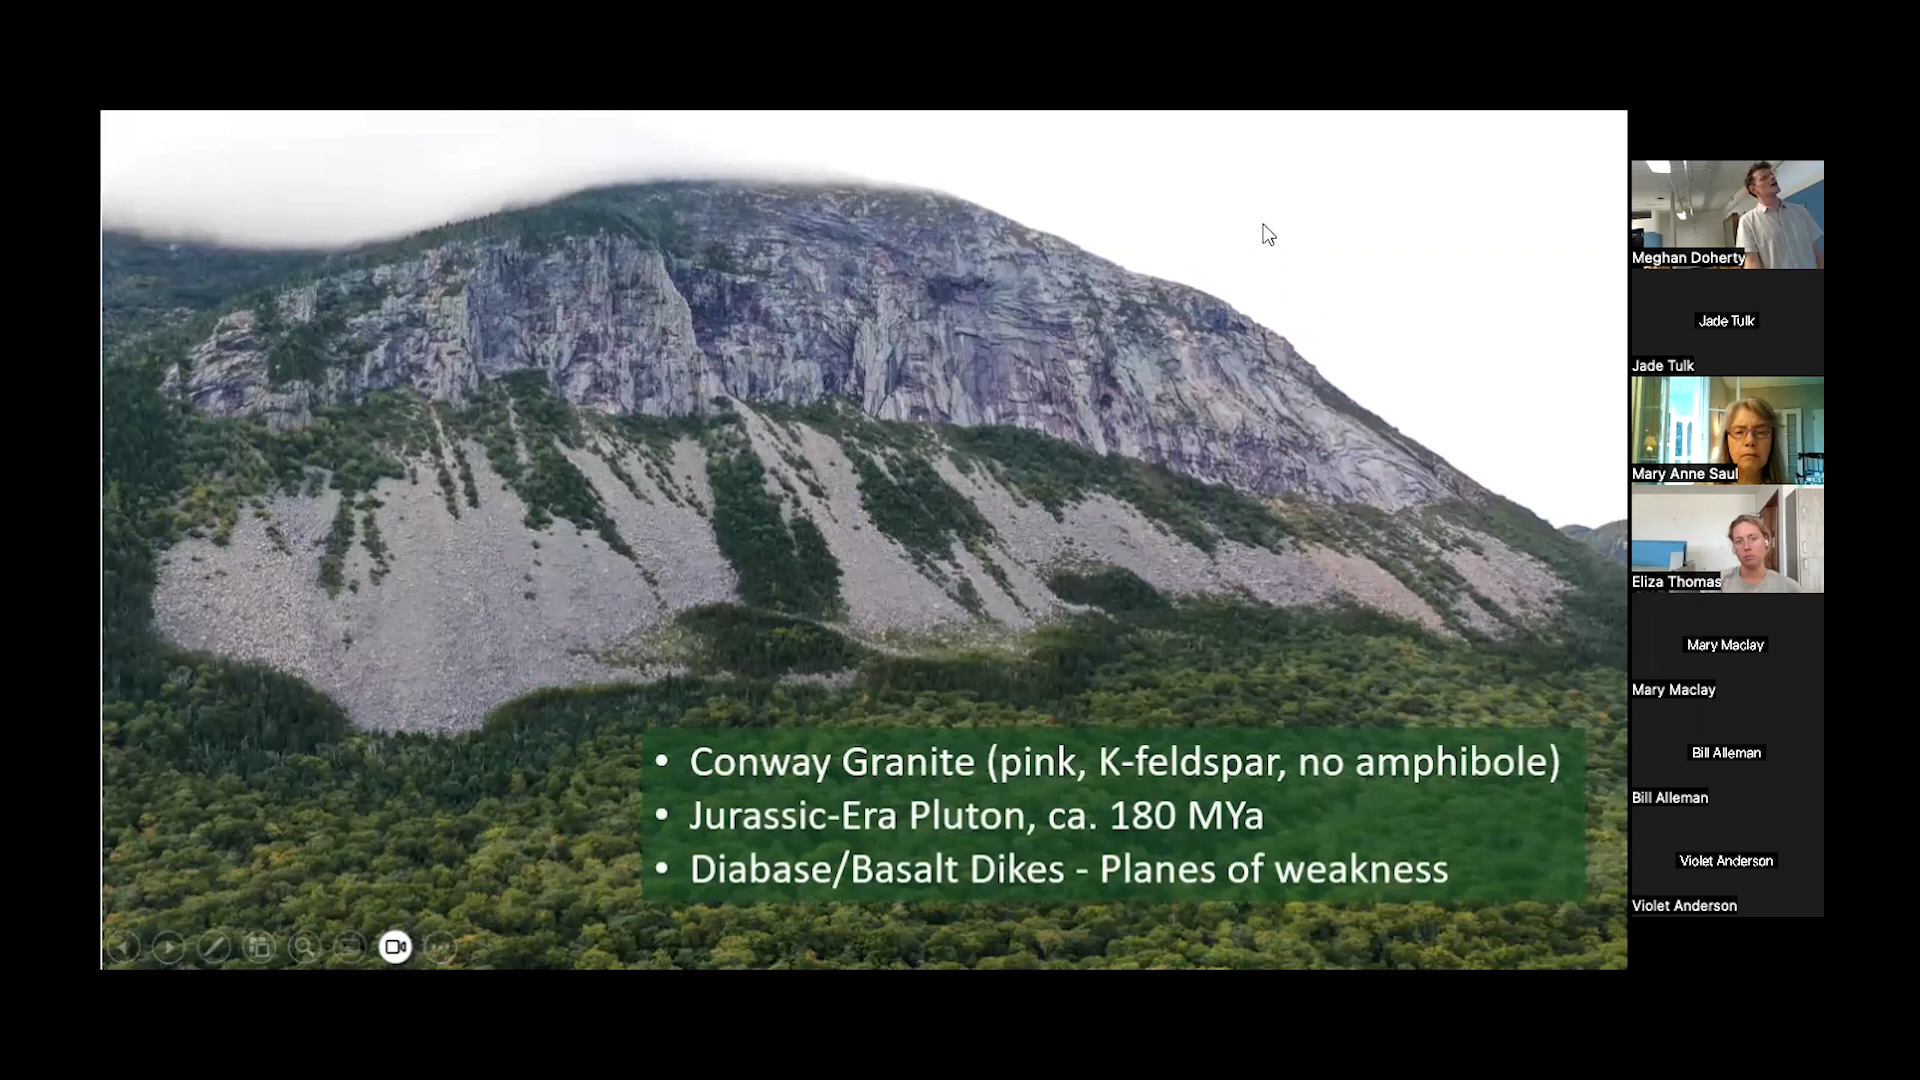 • Conway Granite (pink, K-feldspar, no amphibole)
• Jurassic-Era Pluton, ca. 180 MYa
• Diabase/Basalt Dikes - Planes of weakness
Meghan Doherty
Jade Tulk
Jade Tulk
Mary Anne Saul
Eliza Thomas
Mary Maclay
Mary Maclay
Bill Alleman
Bill Alleman
Violet Anderson
Violet Anderson